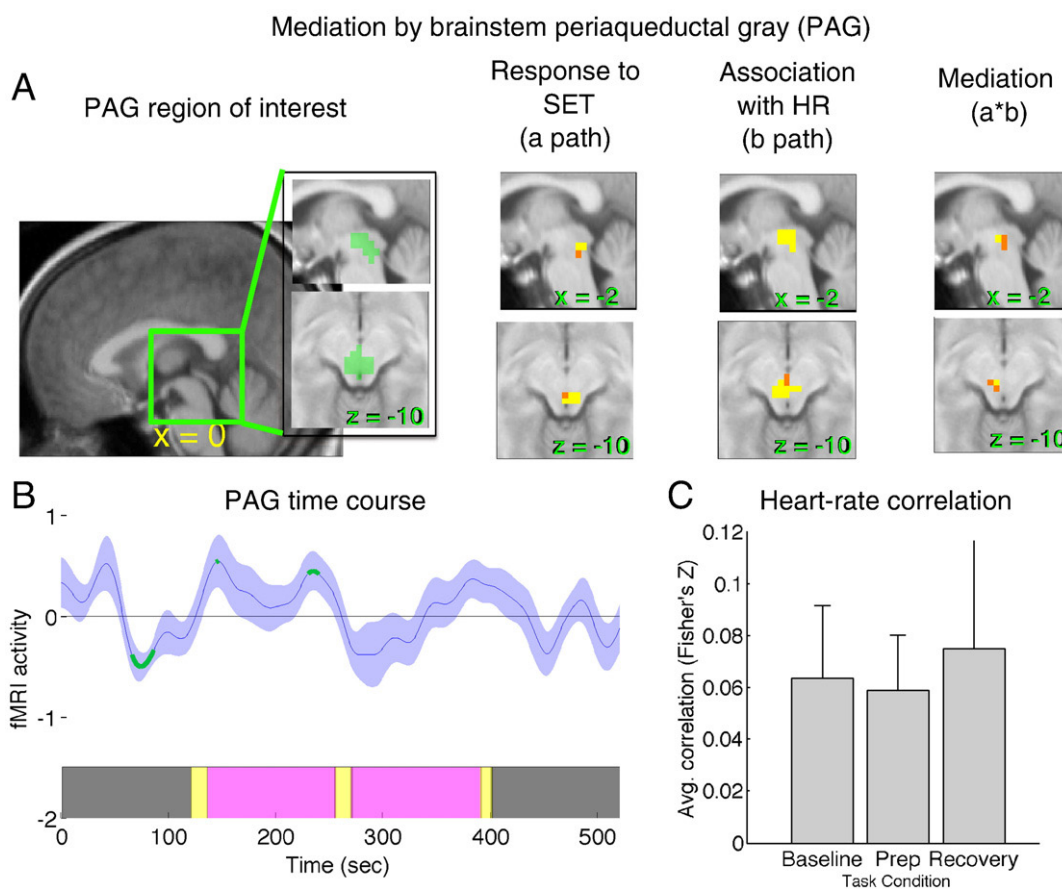 Mediation by brainstem periaqueductal gray (PAG)
A
PAG region of interest
Response to
SET
(a path)
Association
with HR
(b path)
Mediation
(a*b)
x = 0
z = -10
x = -2
z = -10
x = -2
z = -10
x = -2
z = -10
B
PAG time course
fMRI activity
1
0
-1
-2
0 100 200 300 400 500
Time (sec)
C
Heart-rate correlation
Avg. correlation (Fisher's Z)
0.12
0.1
0.08
0.06
0.04
0.02
0
Baseline Prep Recovery
Task Condition